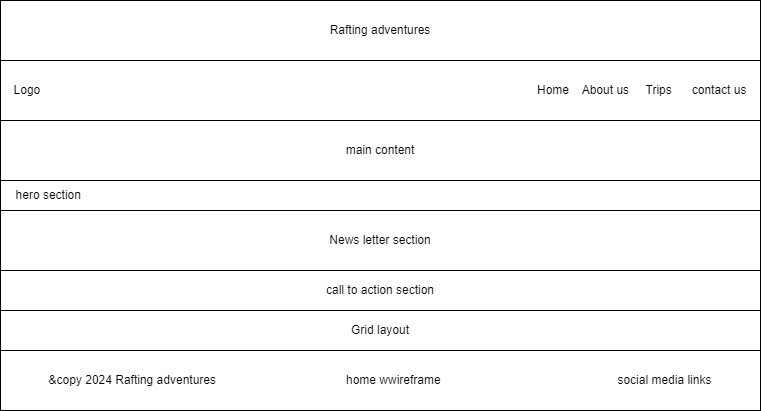 Rafting adventures
Logo Home About us Trips contact us
main content
hero section
News letter section
call to action section
Grid layout
&copy 2024 Rafting adventures home wwireframe social media links